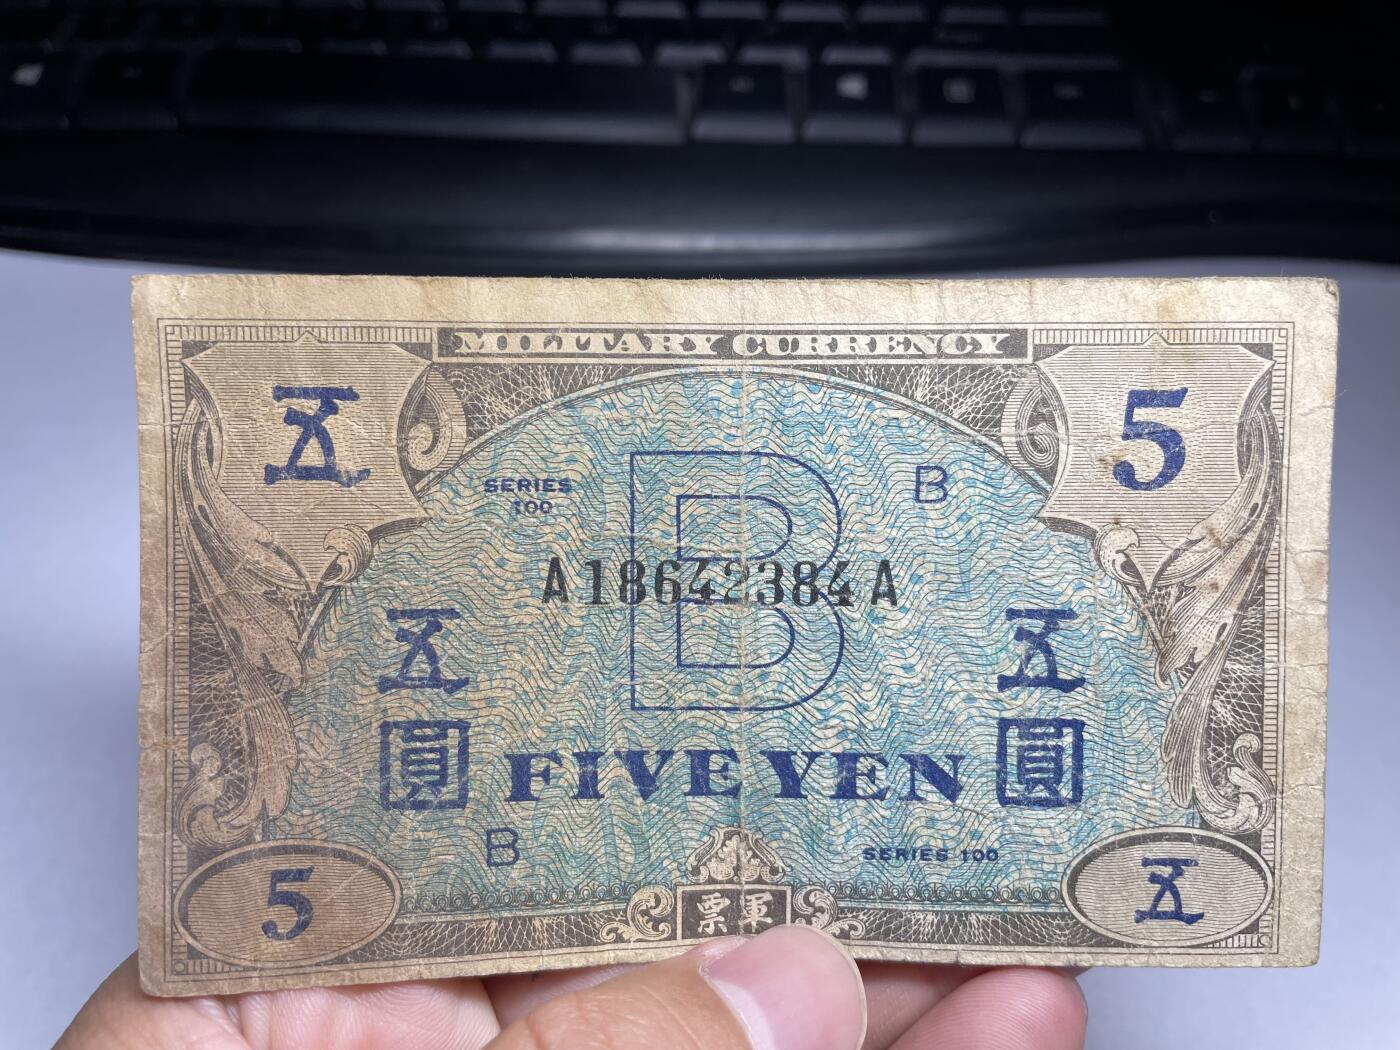 MILITARY CURRENCY
五 5
SERIES
100
B
B
A18642384A
五 五
圓 FIVE YEN 圓
B
SERIES 100
5 票軍 五